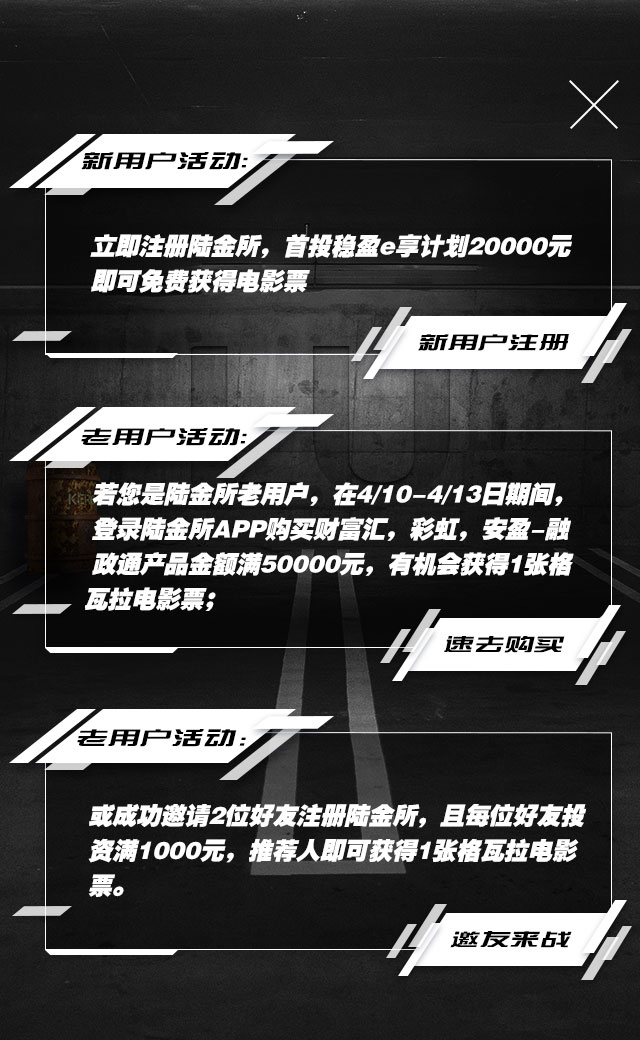 新用户活动:
立即注册陆金所，首投稳盈e享计划20000元
即可免费获得电影票
新用户注册
老用户活动:
若您是陆金所老用户，在4/10-4/13日期间，
登录陆金所APP购买财富汇，彩虹，安盈-融
政通产品金额满50000元，有机会获得1张格
瓦拉电影票；
速去购买
老用户活动:
或成功邀请2位好友注册陆金所，且每位好友投
资满1000元，推荐人即可获得1张格瓦拉电影
票。
邀友来战